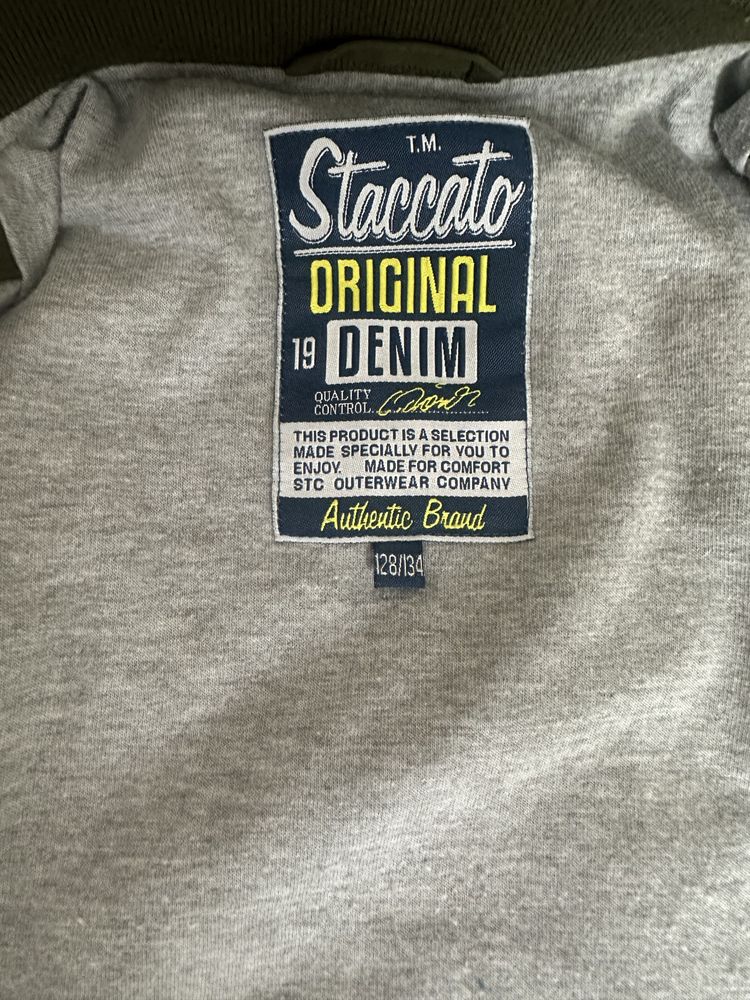 T.M.
Staccato
ORIGINAL
19 DENIM
QUALITY
CONTROL.
THIS PRODUCT IS A SELECTION
MADE SPECIALLY FOR YOU TO
ENJOY. MADE FOR COMFORT
STC OUTERWEAR COMPANY
Authentic Brand
128/134